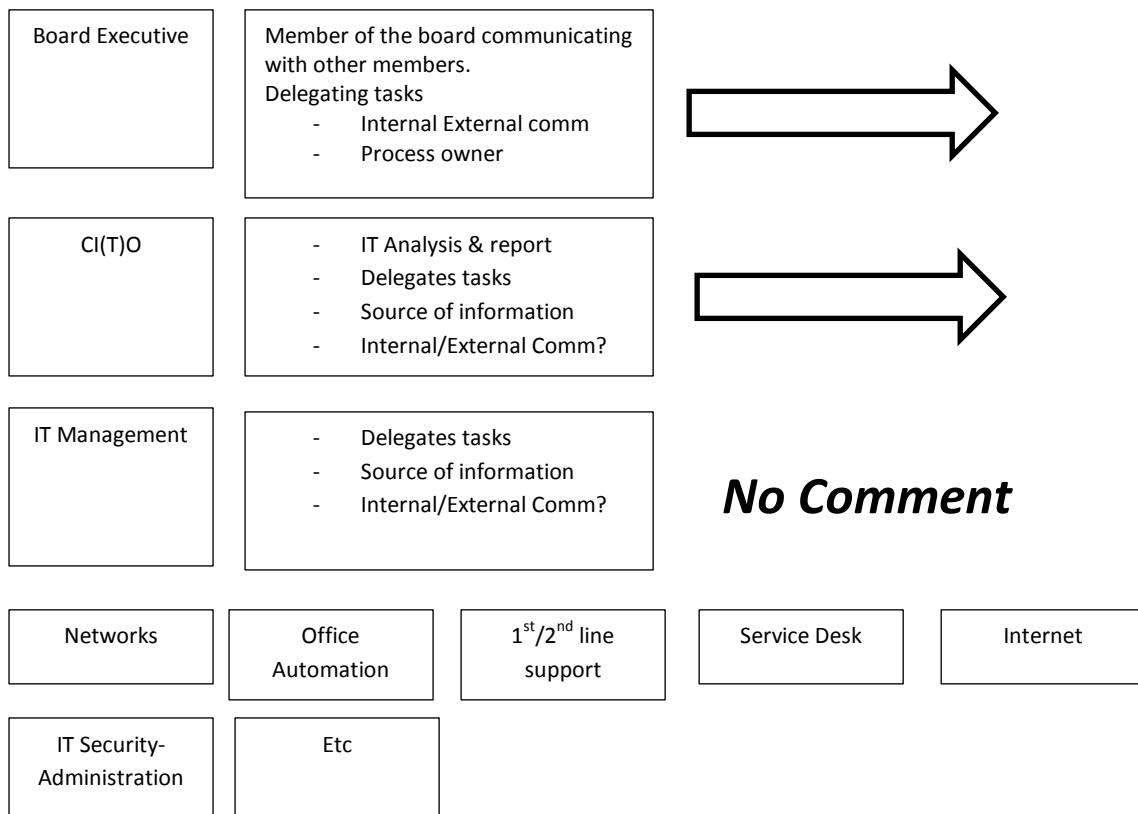 Board Executive
Member of the board communicating
with other members.
Delegating tasks
- Internal External comm
- Process owner
CI(T)O
- IT Analysis & report
- Delegates tasks
- Source of information
- Internal/External Comm?
IT Management
- Delegates tasks
- Source of information
- Internal/External Comm?
No Comment
Networks
Office
Automation
1st/2nd line
support
Service Desk
Internet
IT Security-
Administration
Etc